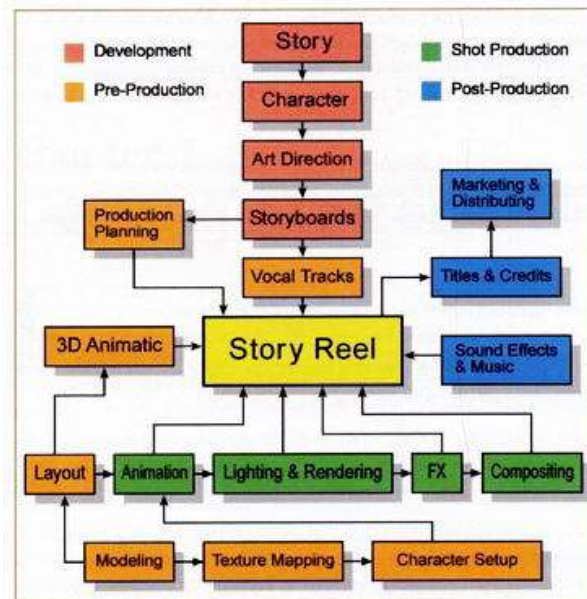 Story
Development
Shot Production
Pre-Production
Post-Production
Character
Art Direction
Marketing &
Distributing
Production
Planning
Storyboards
Vocal Tracks
Titles & Credits
3D Animatic
Story Reel
Sound Effects
& Music
Layout
Animation
Lighting & Rendering
FX
Compositing
Modeling
Texture Mapping
Character Setup